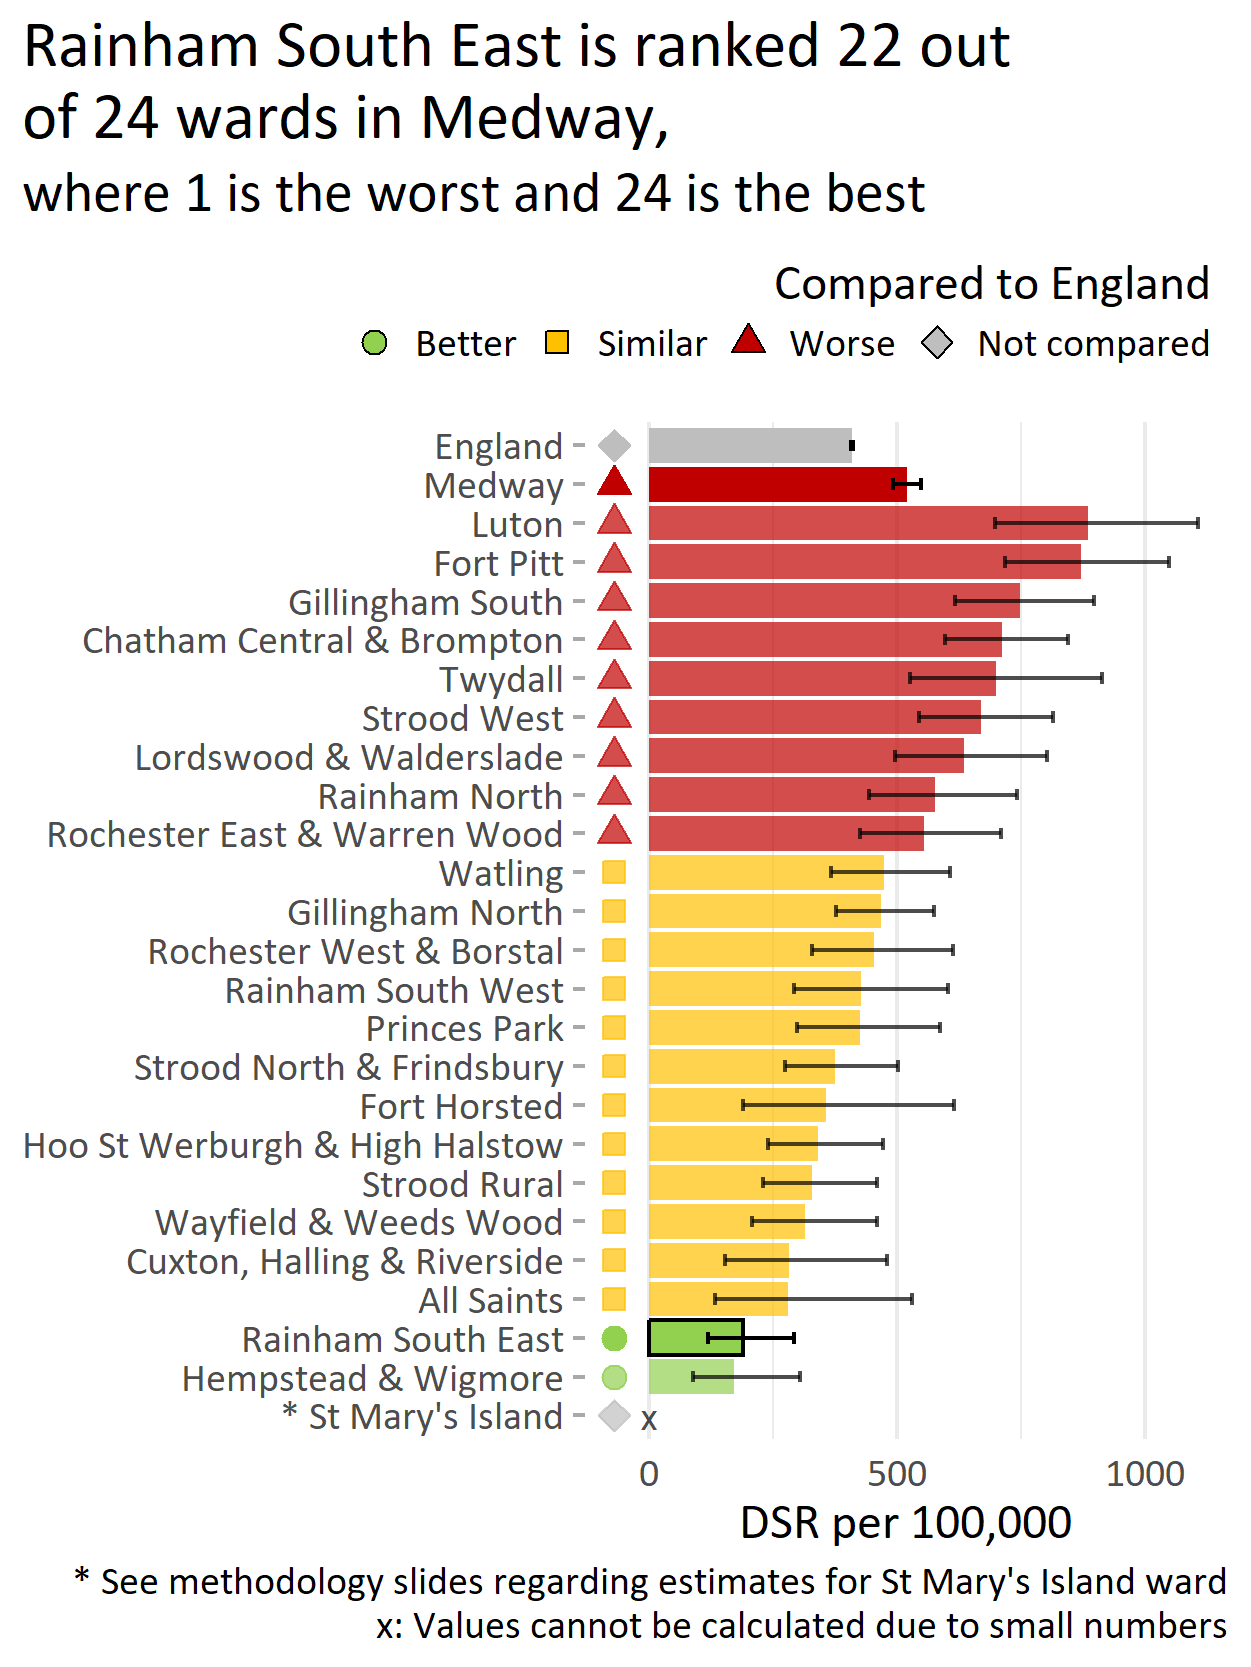 Rainham South East is ranked 22 out
of 24 wards in Medway,
where 1 is the worst and 24 is the best
Compared to England
Better Similar Worse Not compared
England
Medway
Luton
Fort Pitt
Gillingham South
Chatham Central & Brompton
Twydall
Strood West
Lordswood & Walderslade
Rainham North
Rochester East & Warren Wood
Watling
Gillingham North
Rochester West & Borstal
Rainham South West
Princes Park
Strood North & Frindsbury
Fort Horsted
Hoo St Werburgh & High Halstow
Strood Rural
Wayfield & Weeds Wood
Cuxton, Halling & Riverside
All Saints
Rainham South East
Hempstead & Wigmore
* St Mary's Island x
0 500 1000
DSR per 100,000
* See methodology slides regarding estimates for St Mary's Island ward
x: Values cannot be calculated due to small numbers